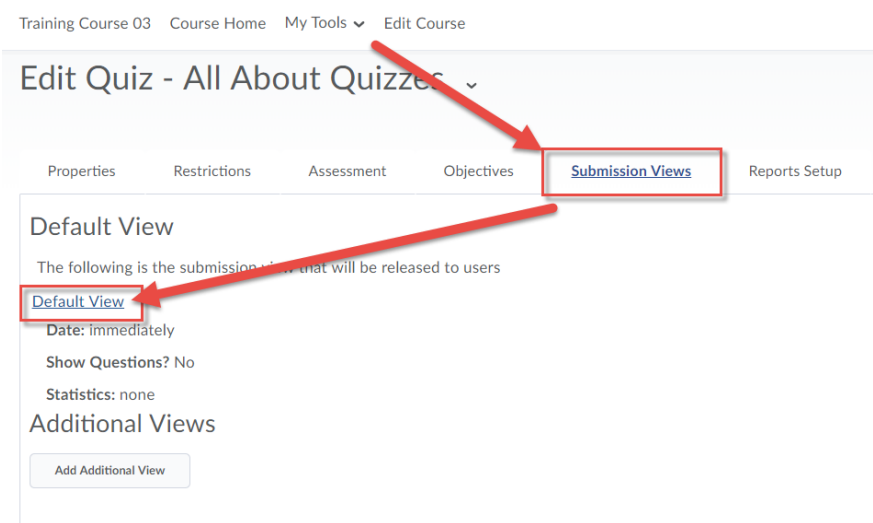 Training Course 03 Course Home My Tools Edit Course
Edit Quiz - All About Quizzes
Properties Restrictions Assessment Objectives Submission Views Reports Setup
Default View
The following is the submission view that will be released to users
Default View
Date: immediately
Show Questions? No
Statistics: none
Additional Views
Add Additional View